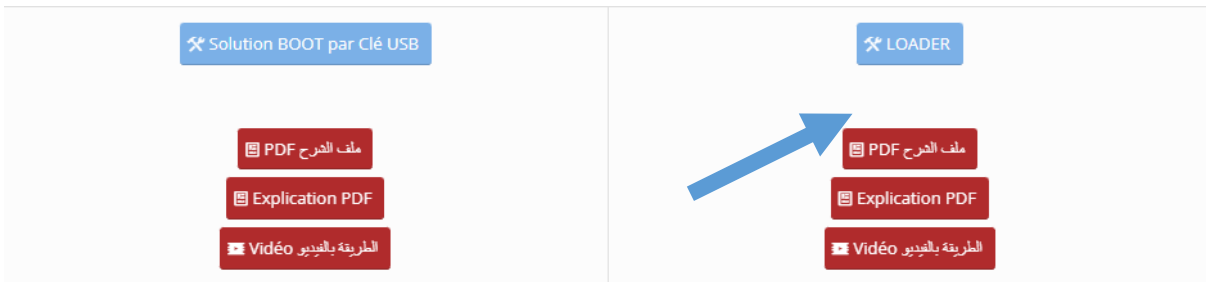 Solution BOOT par Clé USB
LOADER
ملف الشرح PDF
Explication PDF
الطريقة بالفيديو Vidéo
ملف الشرح PDF
Explication PDF
الطريقة بالفيديو Vidéo